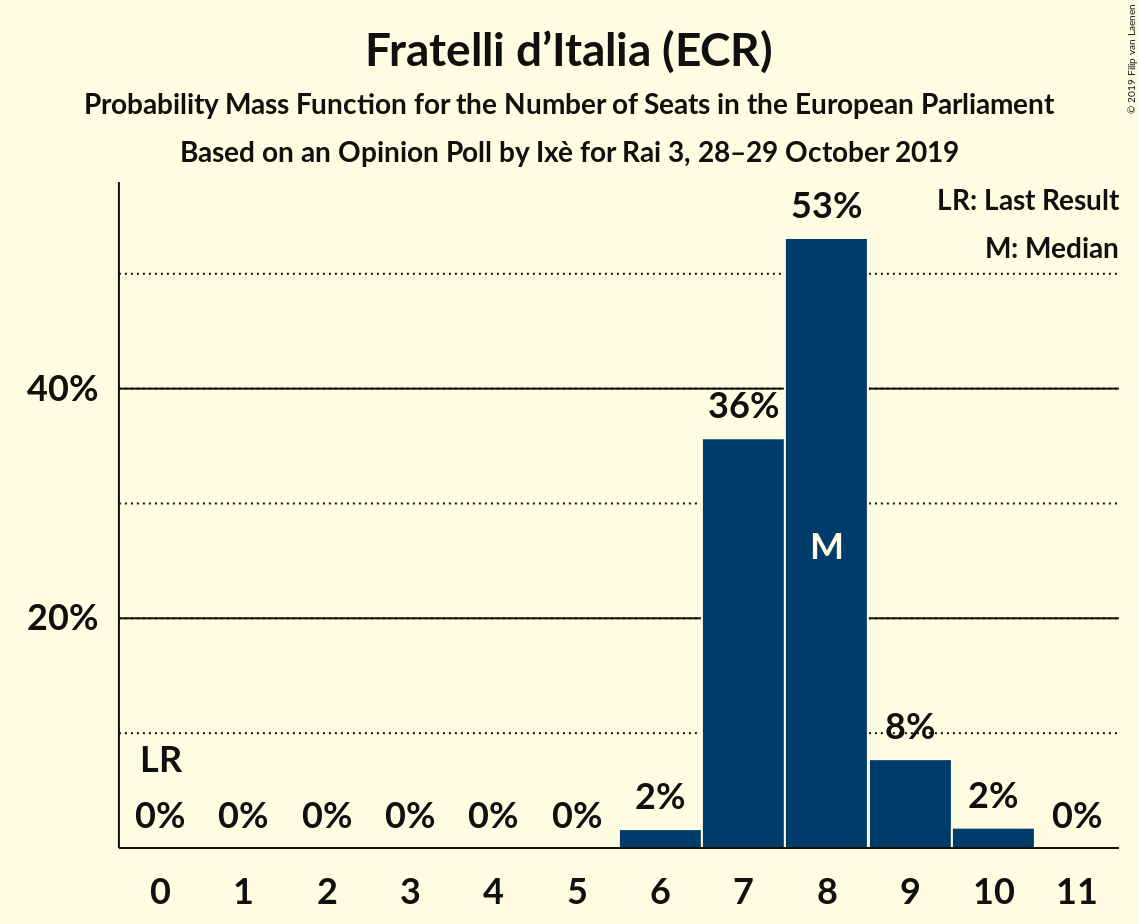 Fratelli d’Italia (ECR)
Probability Mass Function for the Number of Seats in the European Parliament
Based on an Opinion Poll by Ixè for Rai 3, 28–29 October 2019
© 2019 Filip van Laenen
LR: Last Result
M: Median
53%
40%
36%
M
20%
8%
LR
2%
2%
0% 0% 0% 0% 0% 0% 0%
0 1 2 3 4 5 6 7 8 9 10 11